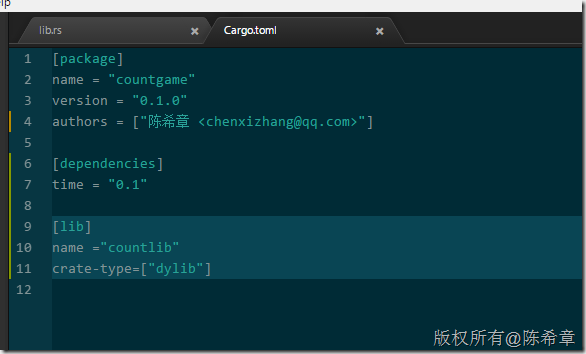 lib.rs × Cargo.toml ×
1 [package]
2 name = "countgame"
3 version = "0.1.0"
4 authors = ["陈希章 <chenxizhang@qq.com>"]
5
6 [dependencies]
7 time = "0.1"
8
9 [lib]
10 name ="countlib"
11 crate-type=["dylib"]
12
版权所有@陈希章